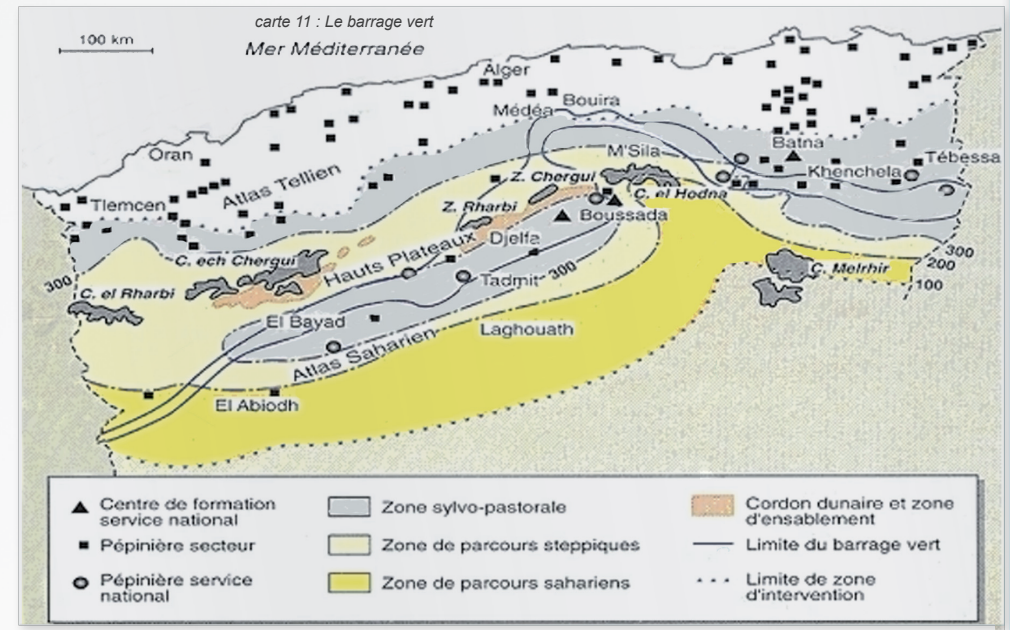 carte 11 : Le barrage vert
100 km
Mer Méditerranée
Alger
Médéa
Bouira
Oran
M'Sila
Batna
Tébessa
Khenchela
Z. Chergui
C. el Hodna
Atlas Tellien
Tlemcen
Z. Rharbi
Boussada
Djelfa
Hauts Plateaux
C. ech Chergui
300
300
200
100
C. Melrhir
300
Tadmit
C. el Rharbi
El Bayad
Laghouath
Atlas Saharien
El Abiodh
Centre de formation
service national
Pépinière secteur
Pépinière service
national
Zone sylvo-pastorale
Zone de parcours steppiques
Zone de parcours sahariens
Cordon dunaire et zone
d'ensablement
Limite du barrage vert
Limite de zone
d'intervention